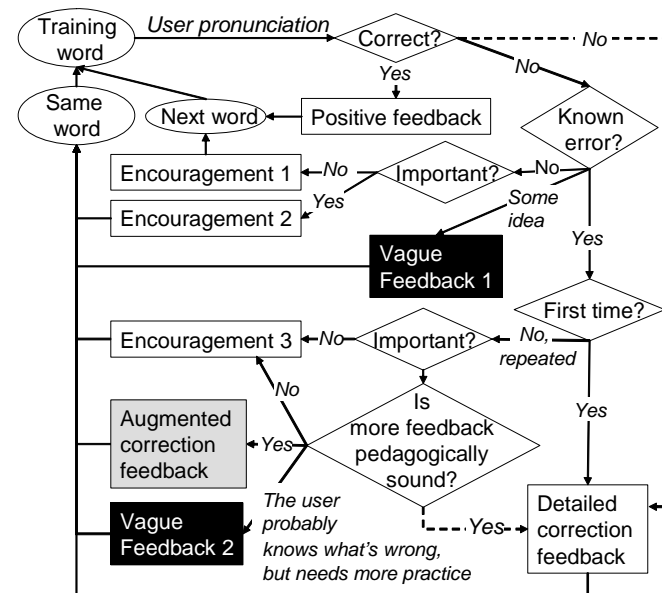 Training
word
User pronunciation
Correct?
No
No
Yes
Same
word
Next word
Positive feedback
Known
error?
Encouragement 1
No
Important?
No
Encouragement 2
Yes
Some
idea
Yes
Vague
Feedback 1
First time?
Encouragement 3
No
Important?
No,
repeated
No
Is
more feedback
pedagogically
sound?
Yes
Augmented
correction
feedback
Yes
Vague
Feedback 2
The user
probably
knows what's wrong,
but needs more practice
Yes
Detailed
correction
feedback